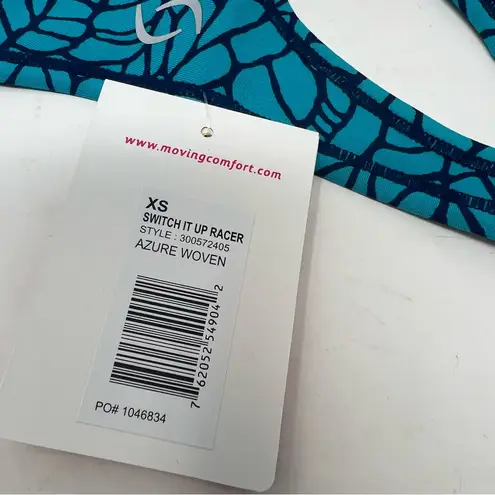 www.movingcomfort.com
XS
SWITCH IT UP RACER
STYLE : 300572405
AZURE WOVEN
7 62052 54904 2
PO# 1046834